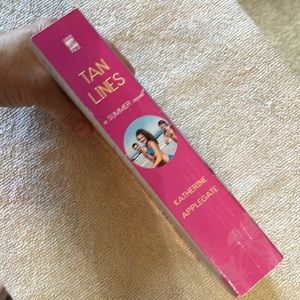 TAN
LINES
a SUMMER novel
KATHERINE
APPLEGATE